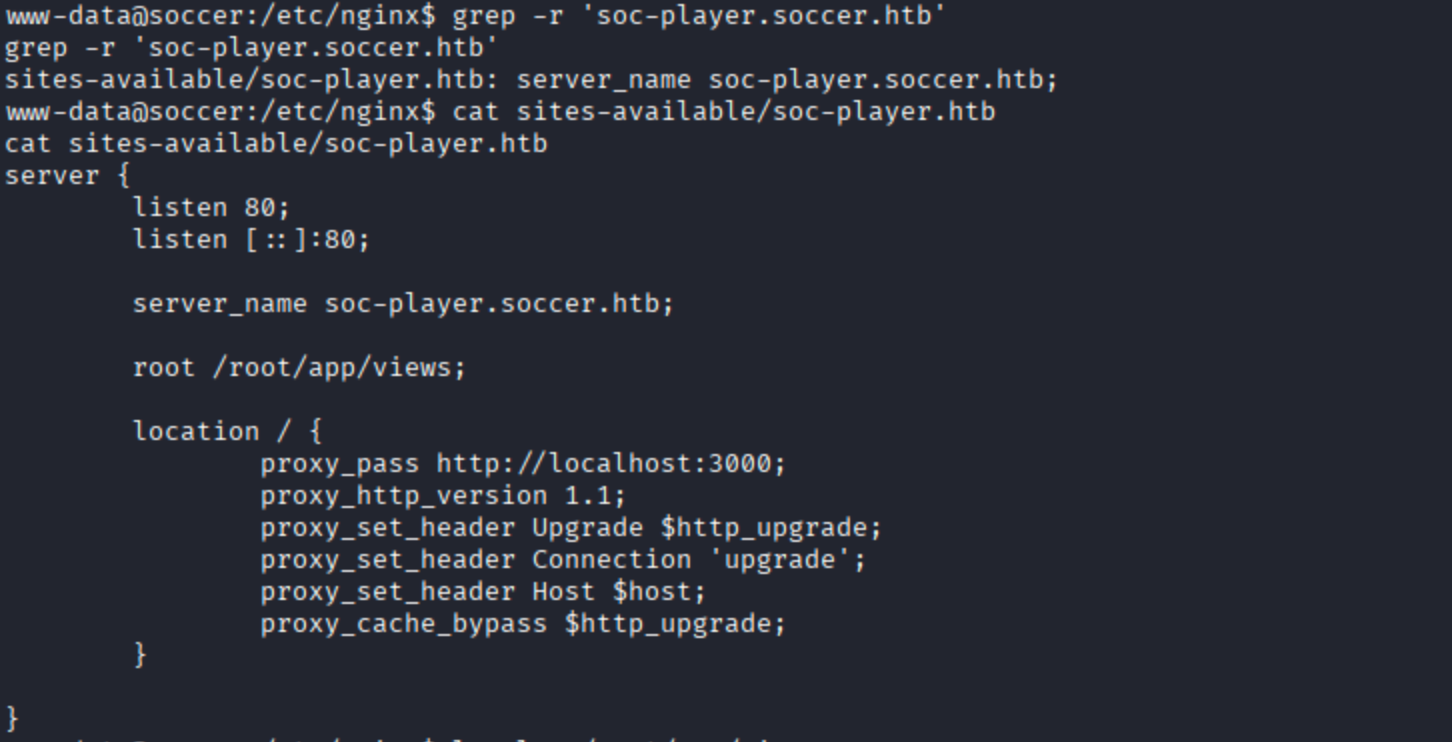 www-data@soccer:/etc/nginx$ grep -r 'soc-player.soccer.htb'
grep -r 'soc-player.soccer.htb'
sites-available/soc-player.htb: server_name soc-player.soccer.htb;
www-data@soccer:/etc/nginx$ cat sites-available/soc-player.htb
cat sites-available/soc-player.htb
server {
listen 80;
listen [::]:80;
server_name soc-player.soccer.htb;
root /root/app/views;
location / {
proxy_pass http://localhost:3000;
proxy_http_version 1.1;
proxy_set_header Upgrade $http_upgrade;
proxy_set_header Connection 'upgrade';
proxy_set_header Host $host;
proxy_cache_bypass $http_upgrade;
}
}